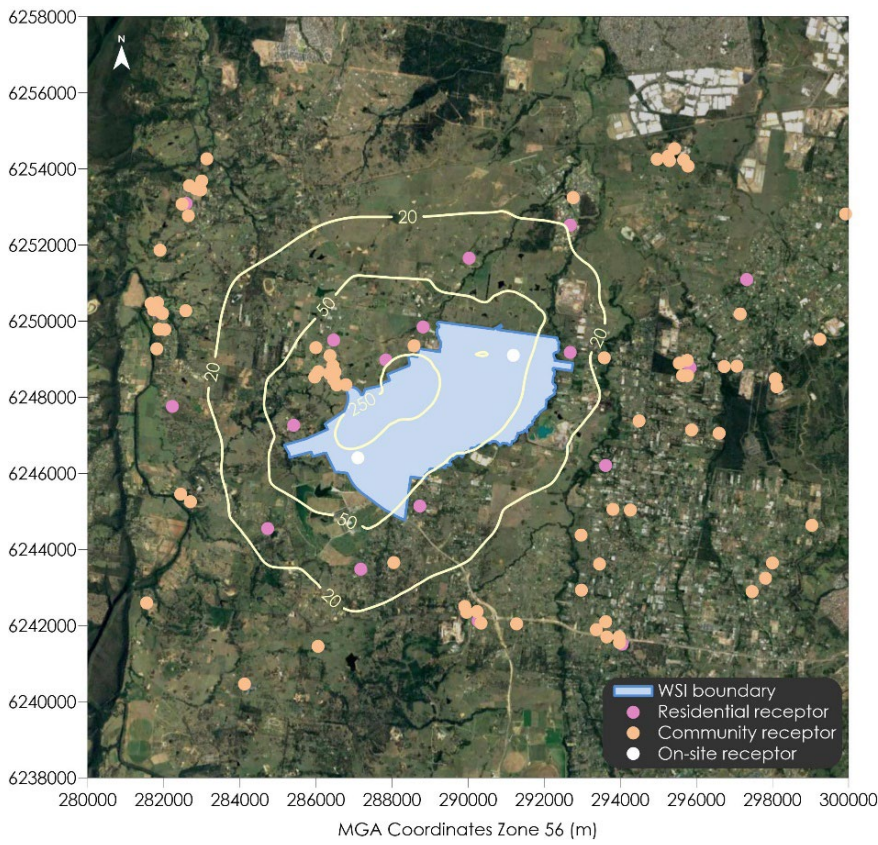 6258000
6256000
6254000
6252000
6250000
6248000
6246000
6244000
6242000
6240000
6238000
N
20
50
20
20
250
50
20
WSI boundary
Residential receptor
Community receptor
On-site receptor
280000 282000 284000 286000 288000 290000 292000 294000 296000 298000 300000
MGA Coordinates Zone 56 (m)